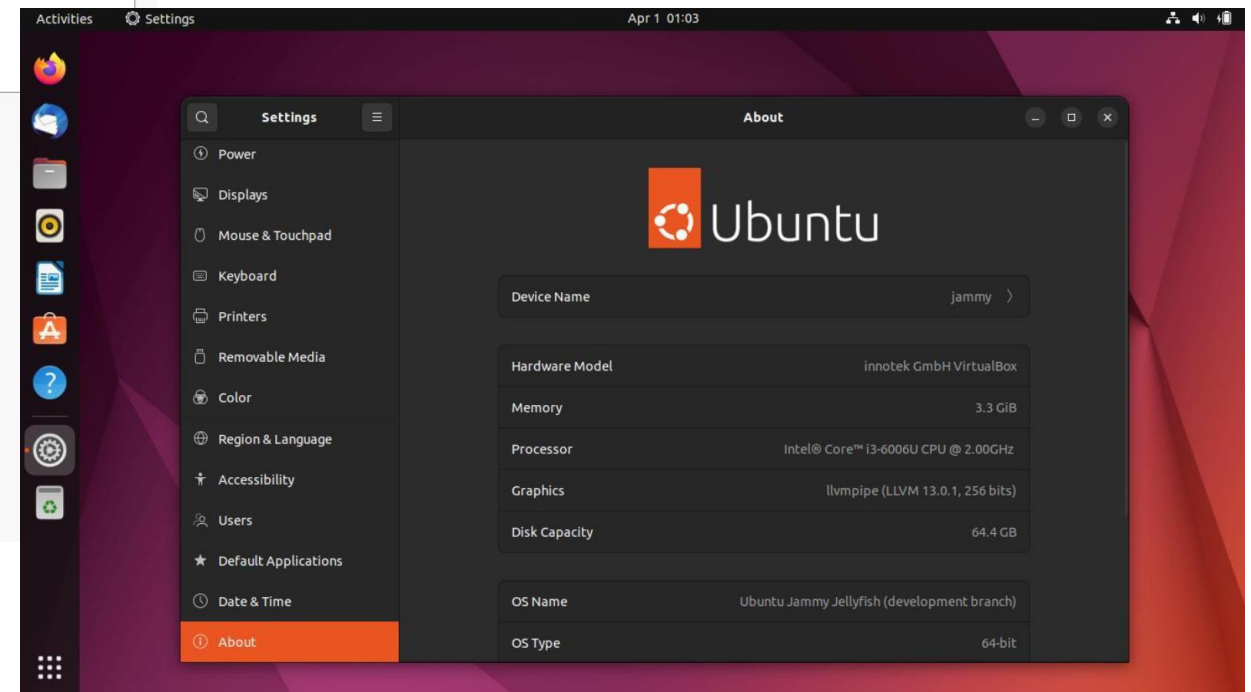 Activities Settings Apr 1 01:03
Settings
Power
Displays
Mouse & Touchpad
Keyboard
Printers
Removable Media
Color
Region & Language
Accessibility
Users
Default Applications
Date & Time
About
About
Ubuntu
Device Name jammy
Hardware Model innotek GmbH VirtualBox
Memory 3.3 GiB
Processor Intel® Core™ i3-6006U CPU @ 2.00GHz
Graphics llvmpipe (LLVM 13.0.1, 256 bits)
Disk Capacity 64.4 GB
OS Name Ubuntu Jammy Jellyfish (development branch)
OS Type 64-bit